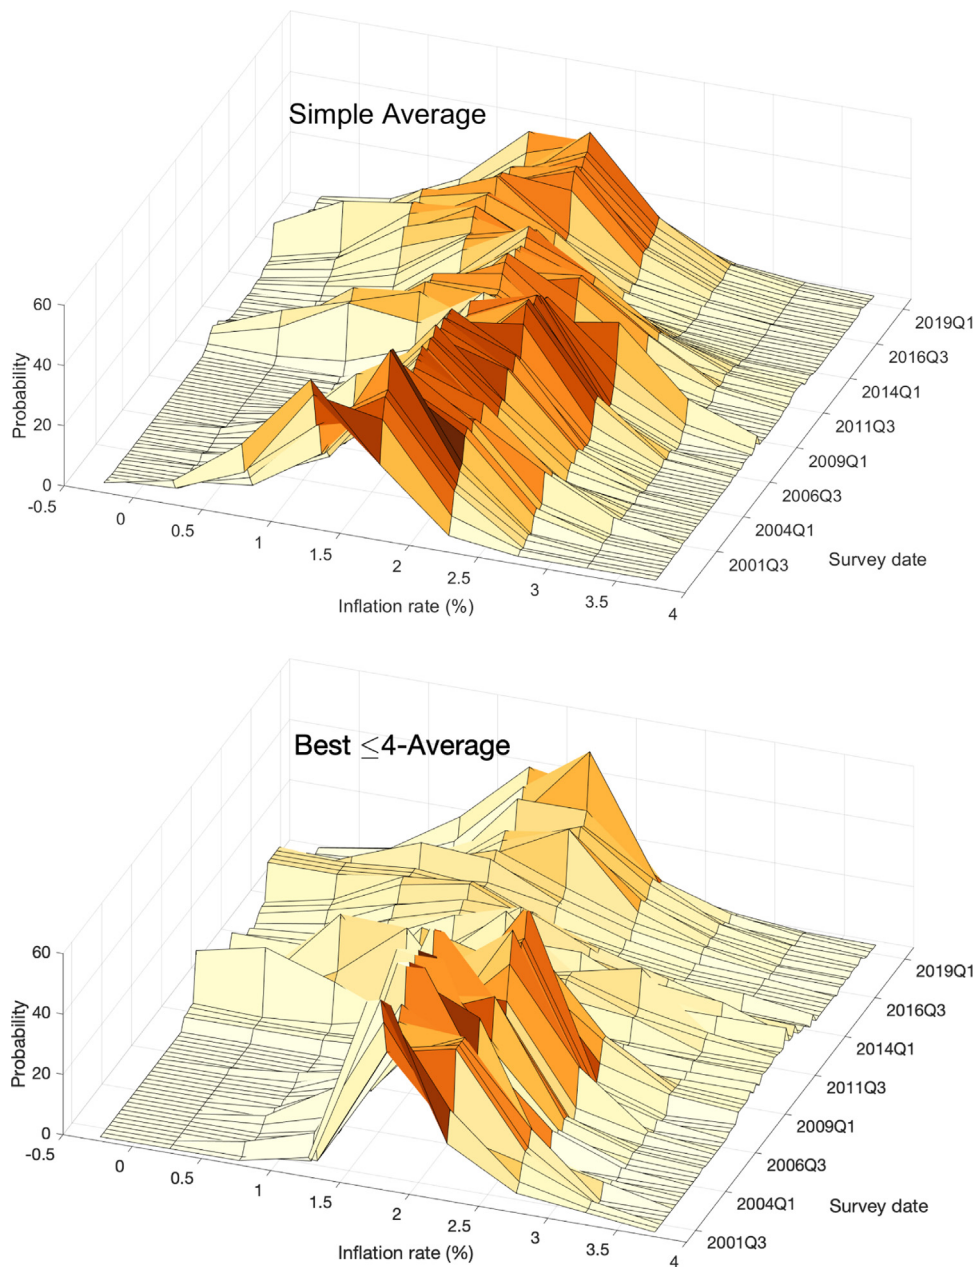 Simple Average
60
40
20
0
Probability
-0.5
0
0.5
1
1.5
2
2.5
3
3.5
4
Inflation rate (%)
2019Q1
2016Q3
2014Q1
2011Q3
2009Q1
2006Q3
2004Q1
2001Q3
Survey date
Best ≤4-Average
60
40
20
0
Probability
-0.5
0
0.5
1
1.5
2
2.5
3
3.5
4
Inflation rate (%)
2019Q1
2016Q3
2014Q1
2011Q3
2009Q1
2006Q3
2004Q1
2001Q3
Survey date